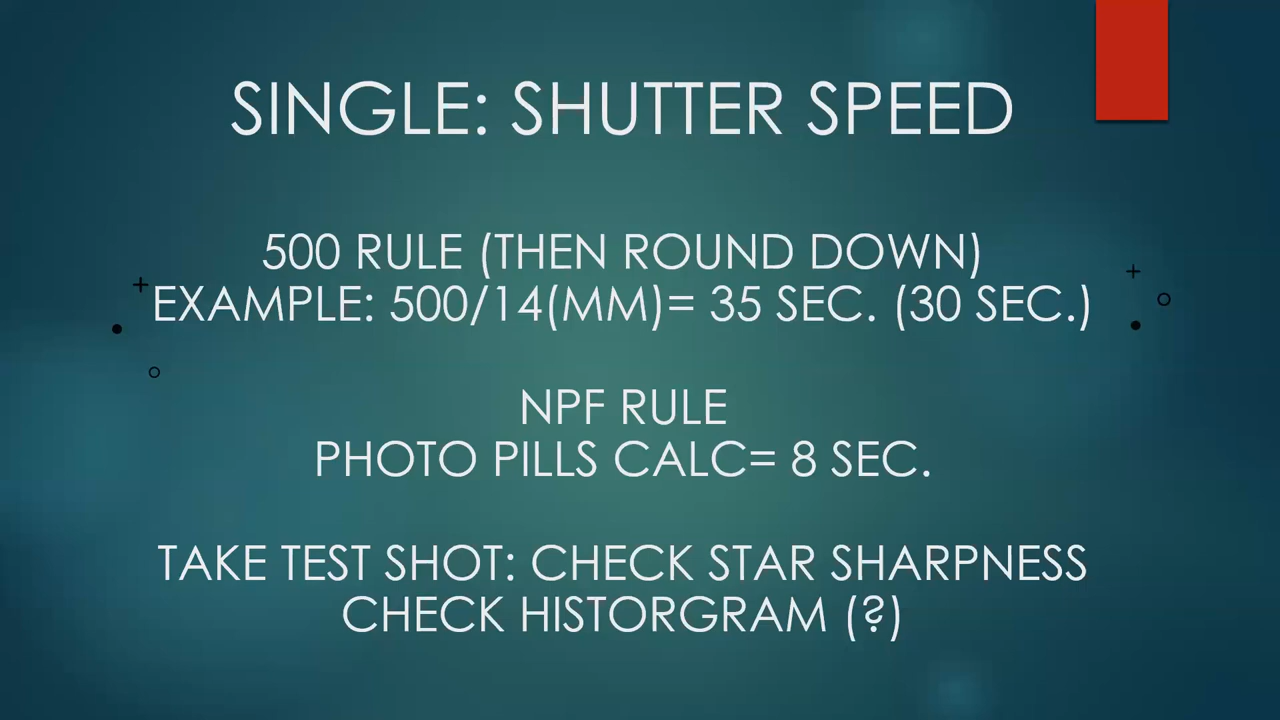 SINGLE: SHUTTER SPEED
500 RULE (THEN ROUND DOWN)
EXAMPLE: 500/14(MM)= 35 SEC. (30 SEC.)
NPF RULE
PHOTO PILLS CALC= 8 SEC.
TAKE TEST SHOT: CHECK STAR SHARPNESS
CHECK HISTORGRAM (?)